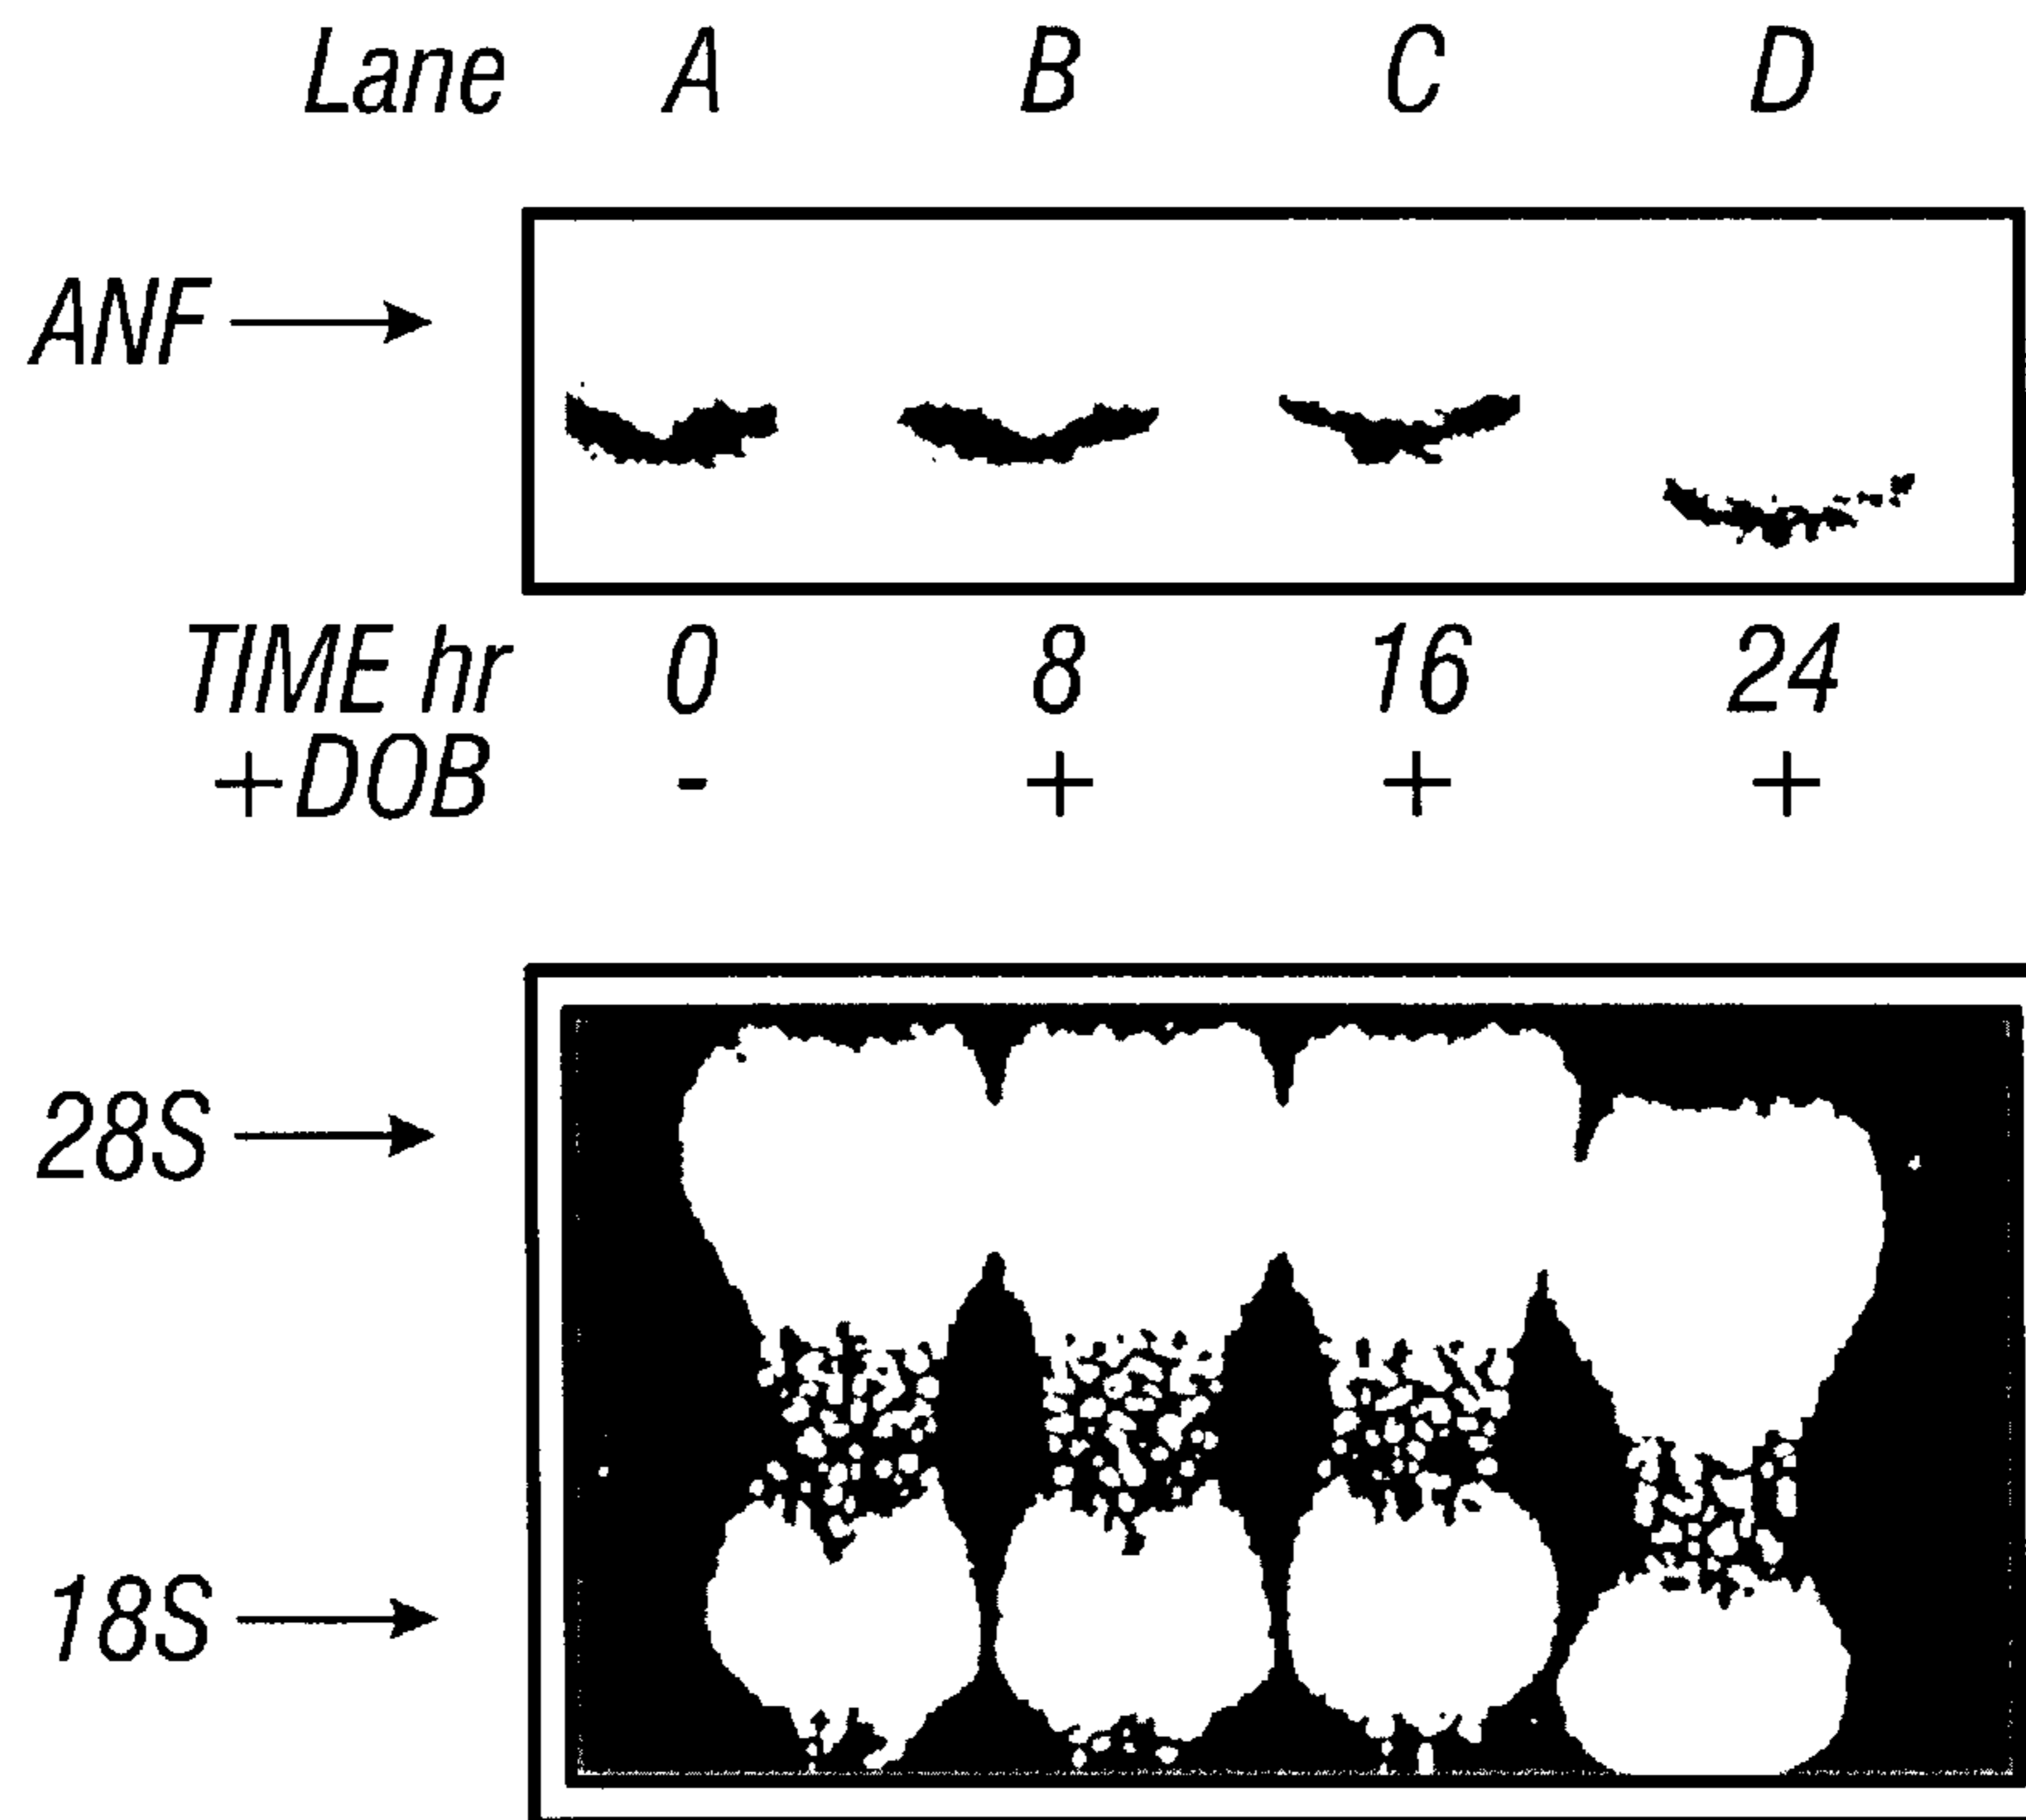 Lane A B C D
ANF
TIME hr 0 8 16 24
+DOB - + + +
28S
18S